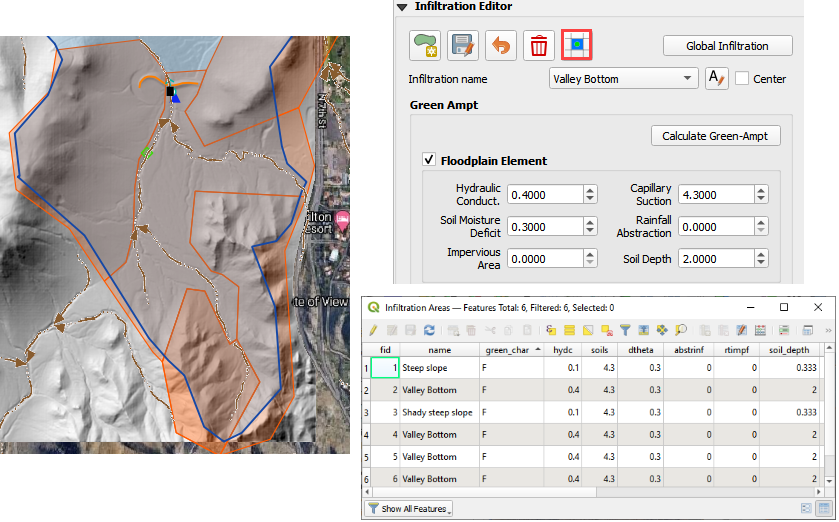 Infiltration Editor
Global Infiltration
Infiltration name
Valley Bottom
A
Center
Green Ampt
Calculate Green-Ampt
Floodplain Element
Hydraulic Conduct.
0.4000
Capillary Suction
4.3000
Soil Moisture Deficit
0.3000
Rainfall Abstraction
0.0000
Impervious Area
0.0000
Soil Depth
2.0000
N 7th St
ilton
esort
te of View
Infiltration Areas — Features Total: 6, Filtered: 6, Selected: 0
fid name green_char hydc soils dtheta abstrinf rtimpf soil_depth
1 1 Steep slope F 0.1 4.3 0.3 0 0 0.333
2 2 Valley Bottom F 0.4 4.3 0.3 0 0 2
3 3 Shady steep slope F 0.1 4.3 0.3 0 0 0.333
4 4 Valley Bottom F 0.4 4.3 0.3 0 0 2
5 5 Valley Bottom F 0.4 4.3 0.3 0 0 2
6 6 Valley Bottom F 0.4 4.3 0.3 0 0 2
Show All Features